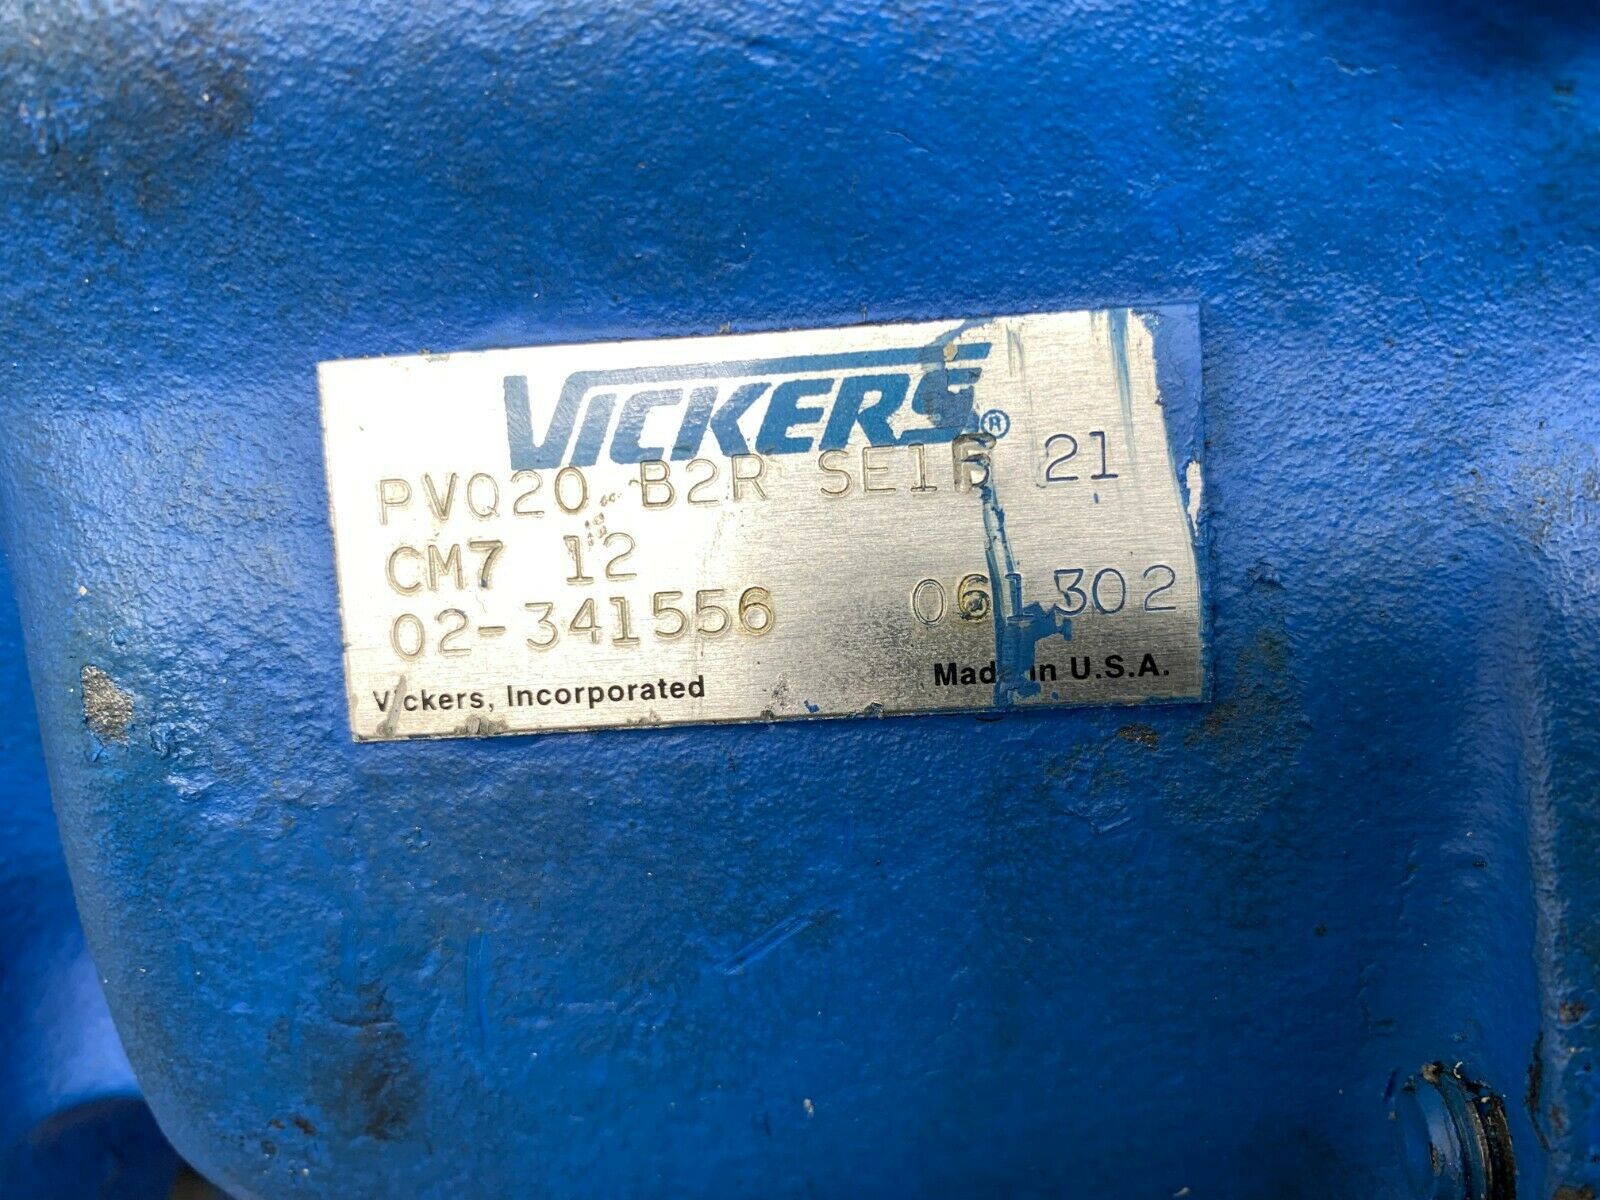 VICKERS®
PVQ20 B2R SE1S 21
CM7 12
02-341556 061302
Vickers, Incorporated Made in U.S.A.